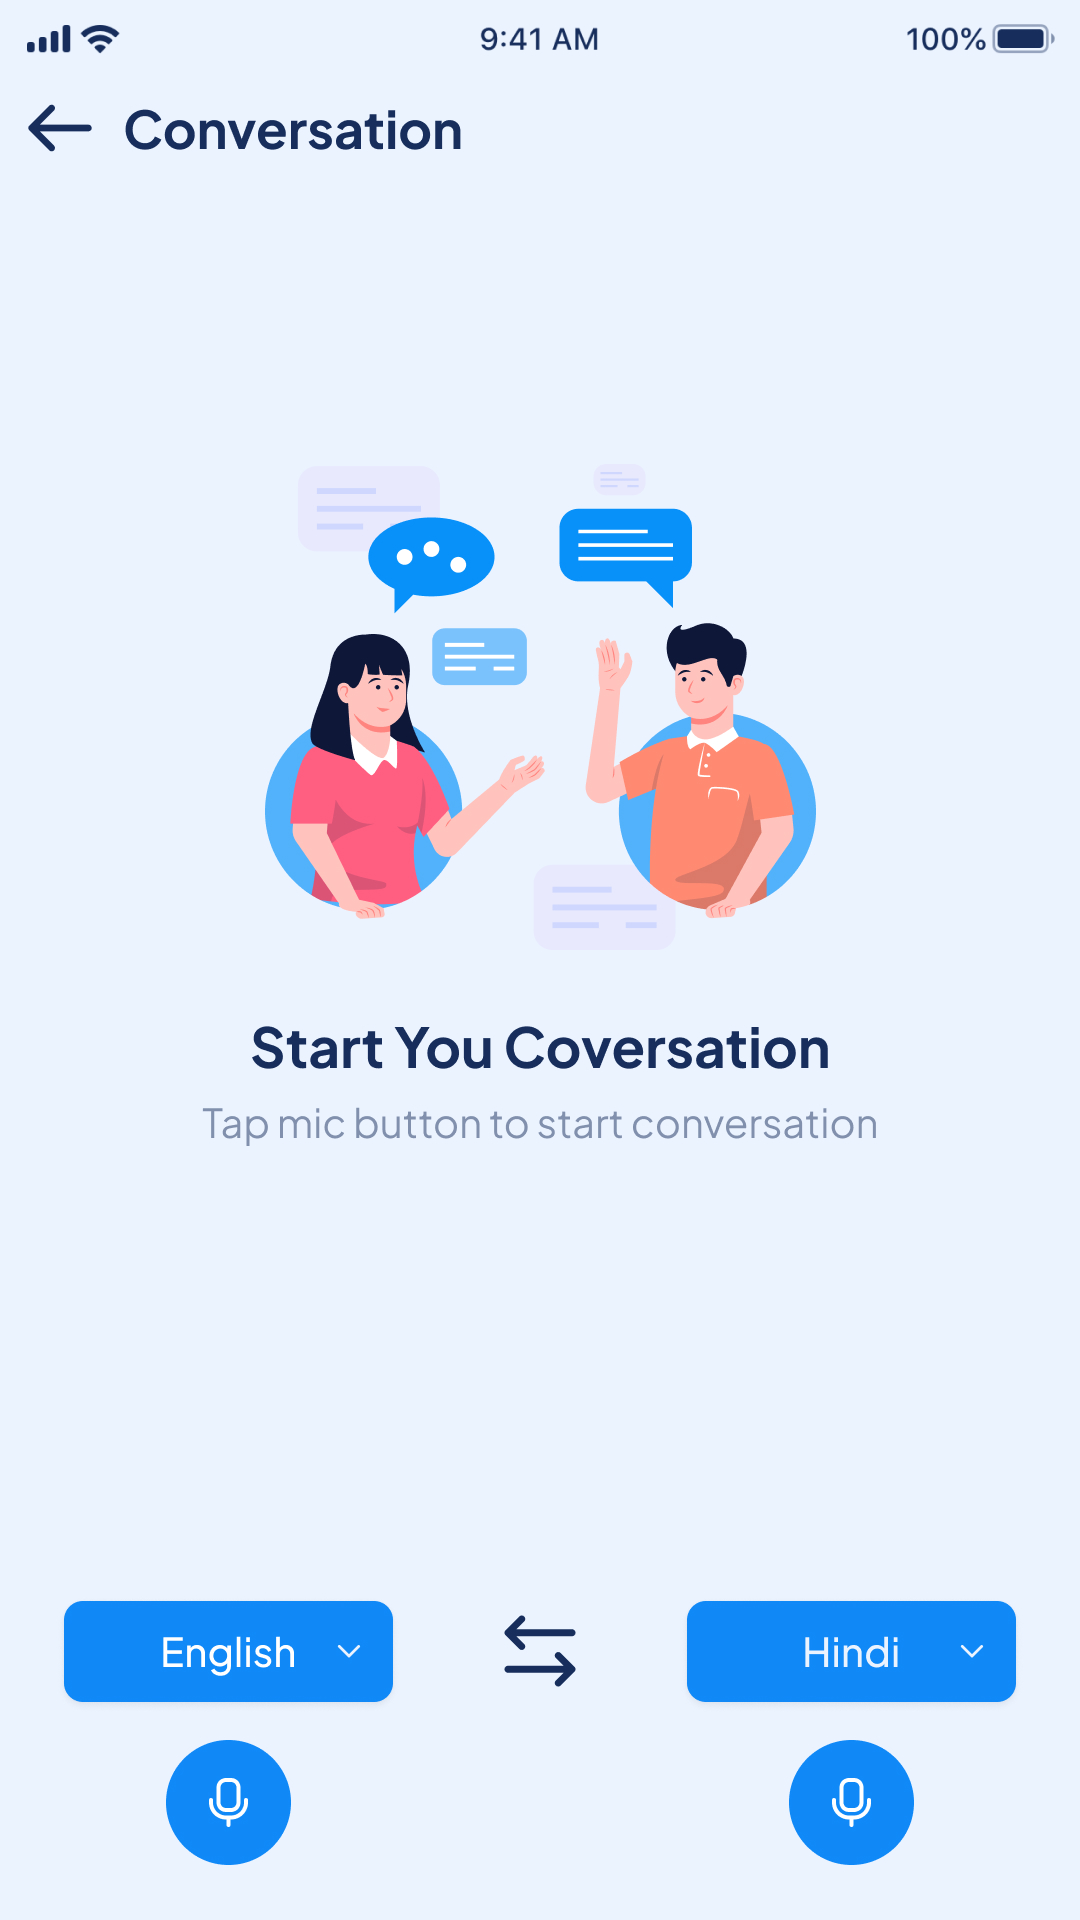 9:41 AM
100%
Conversation
Start You Coversation
Tap mic button to start conversation
English
Hindi